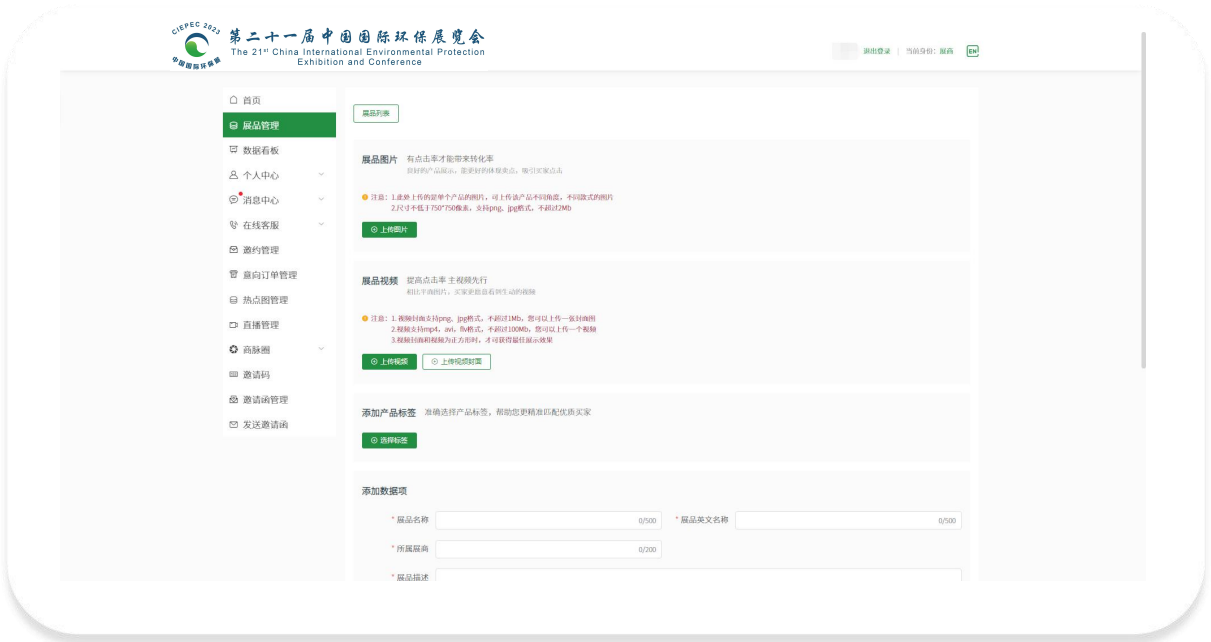 CIEPEC 2023
中国国际环保展
第二十一届中国国际环保展览会
The 21st China International Environmental Protection
Exhibition and Conference
退出登录 | 当前身份：展商 EN
首页
展品管理
数据看板
个人中心
消息中心
在线客服
邀约管理
意向订单管理
热点图管理
直播管理
商脉圈
邀请码
邀请函管理
发送邀请函
展品列表
展品图片 有点击率才能带来转化率
良好的产品展示，能更好的体现卖点，吸引买家点击
注意：1.此处上传的是单个产品的图片，可上传该产品不同角度，不同款式的图片
2.尺寸不低于750*750像素，支持png、jpg格式，不超过2Mb
上传图片
展品视频 提高点击率 主视频先行
相比平面图片，买家更愿意看到生动的视频
注意：1. 视频封面支持png、jpg格式，不超过1Mb，您可以上传一张封面图
2.视频支持mp4，avi，flv格式，不超过100Mb，您可以上传一个视频
3.视频封面和视频为正方形时，才可获得最佳展示效果
上传视频 上传视频封面
添加产品标签 准确选择产品标签，帮助您更精准匹配优质买家
选择标签
添加数据项
*展品名称 0/500 *展品英文名称 0/500
*所属展商 0/200
*展品描述